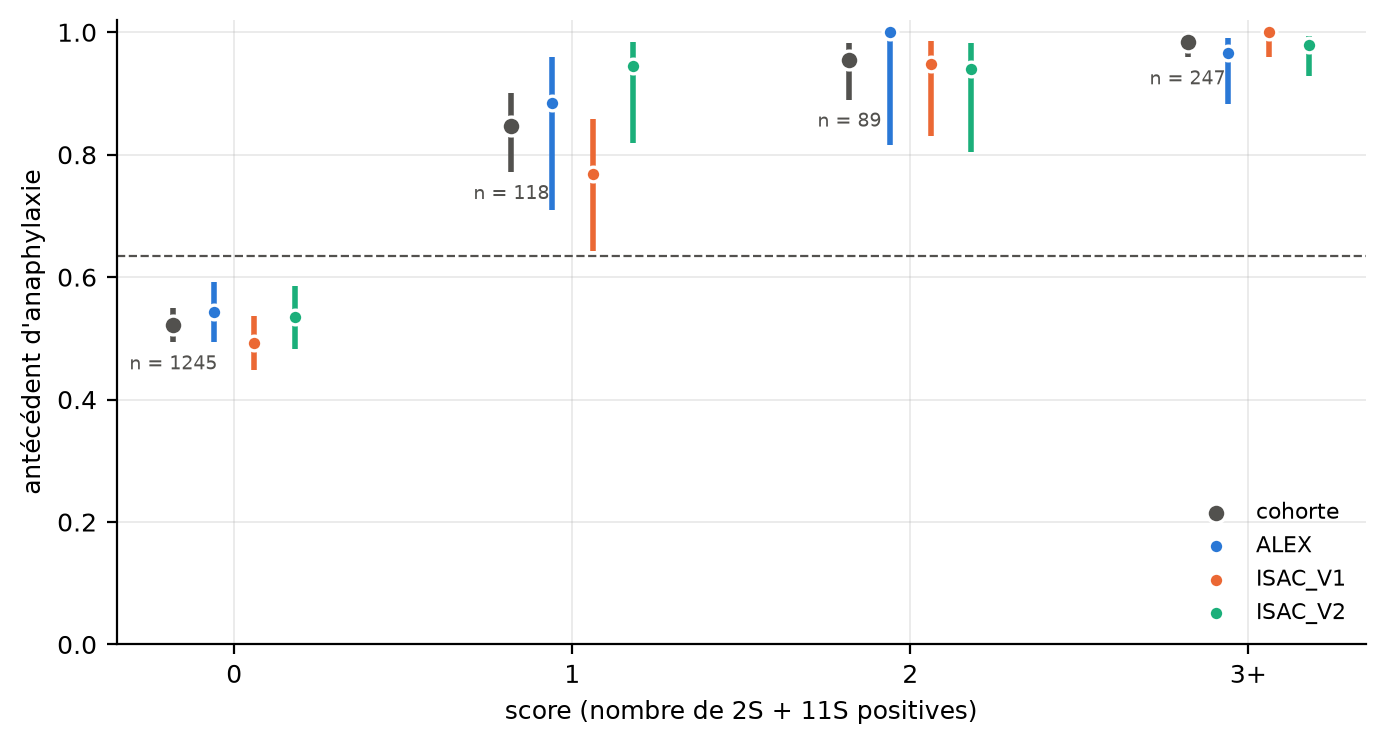 1.0
0.8
0.6
0.4
0.2
0.0
antécédent d'anaphylaxie
n = 1245
n = 118
n = 89
n = 247
cohorte
ALEX
ISAC_V1
ISAC_V2
0
1
2
3+
score (nombre de 2S + 11S positives)